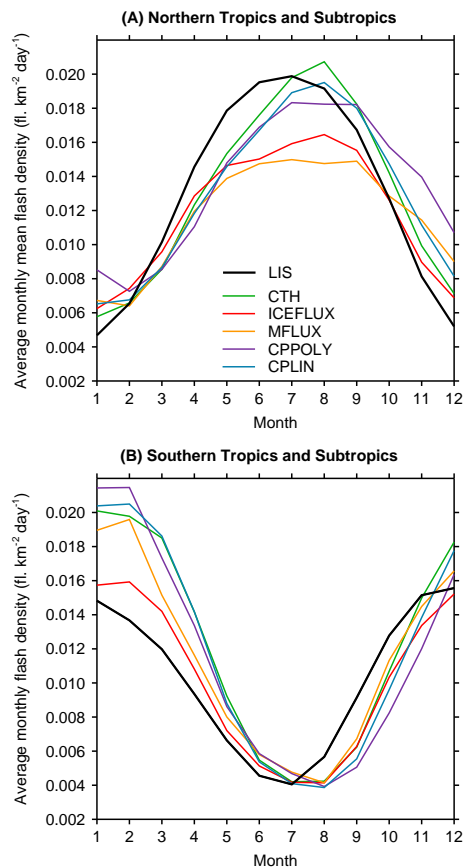 (A) Northern Tropics and Subtropics
Average monthly mean flash density (fl. km⁻² day⁻¹)
0.020
0.018
0.016
0.014
0.012
0.010
0.008
0.006
0.004
0.002
LIS
CTH
ICEFLUX
MFLUX
CPPOLY
CPLIN
1 2 3 4 5 6 7 8 9 10 11 12
Month
(B) Southern Tropics and Subtropics
Average monthly flash density (fl. km⁻² day⁻¹)
0.020
0.018
0.016
0.014
0.012
0.010
0.008
0.006
0.004
0.002
1 2 3 4 5 6 7 8 9 10 11 12
Month